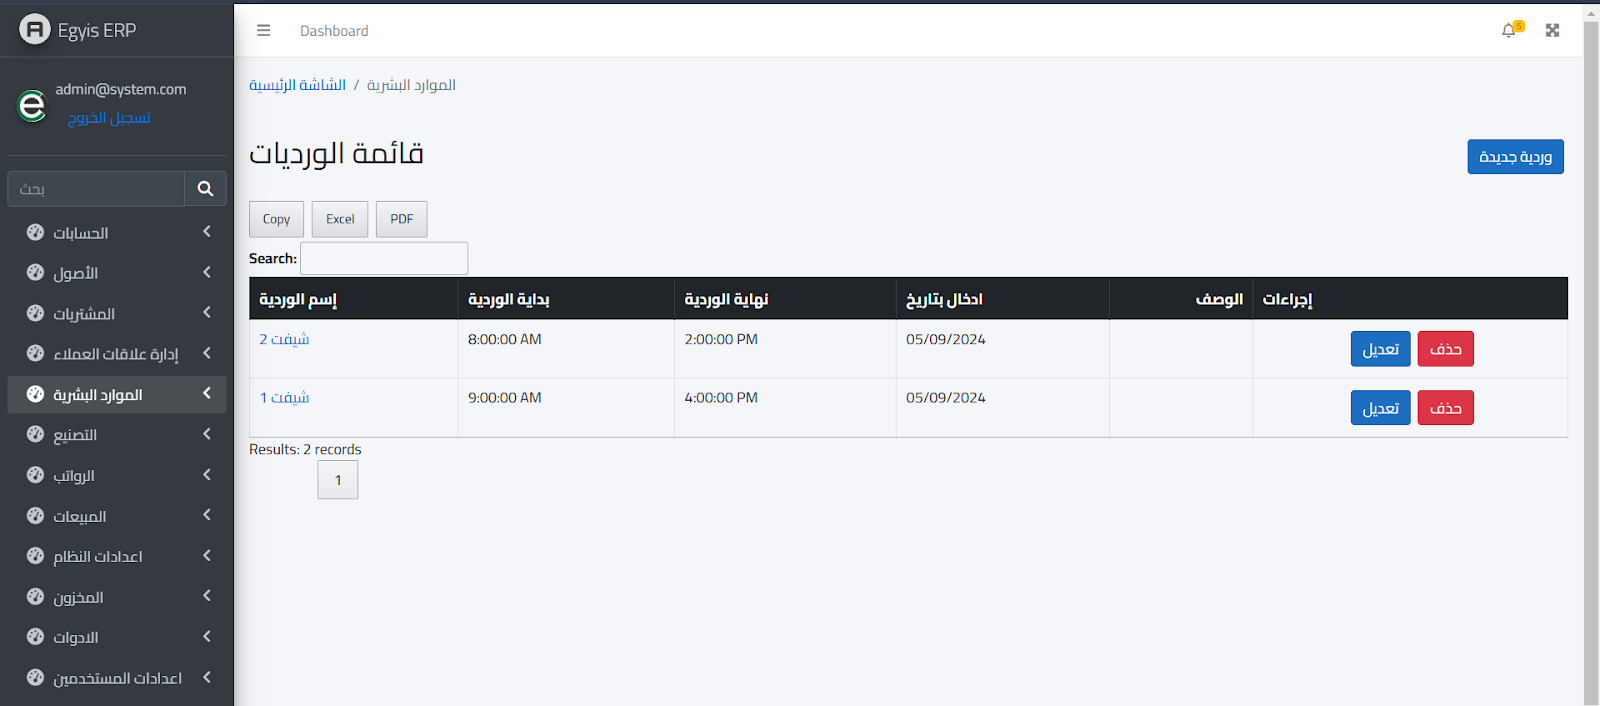 Egyis ERP
Dashboard
5
admin@system.com
تسجيل الخروج
بحث
الحسابات
الأصول
المشتريات
إدارة علاقات العملاء
الموارد البشرية
التصنيع
الرواتب
المبيعات
اعدادات النظام
المخزون
الادوات
اعدادات المستخدمين
الشاشة الرئيسية / الموارد البشرية
قائمة الورديات
وردية جديدة
Copy Excel PDF
Search:
إسم الوردية بداية الوردية نهاية الوردية ادخال بتاريخ الوصف إجراءات
شيفت 2 8:00:00 AM 2:00:00 PM 05/09/2024 تعديل حذف
شيفت 1 9:00:00 AM 4:00:00 PM 05/09/2024 تعديل حذف
Results: 2 records
1